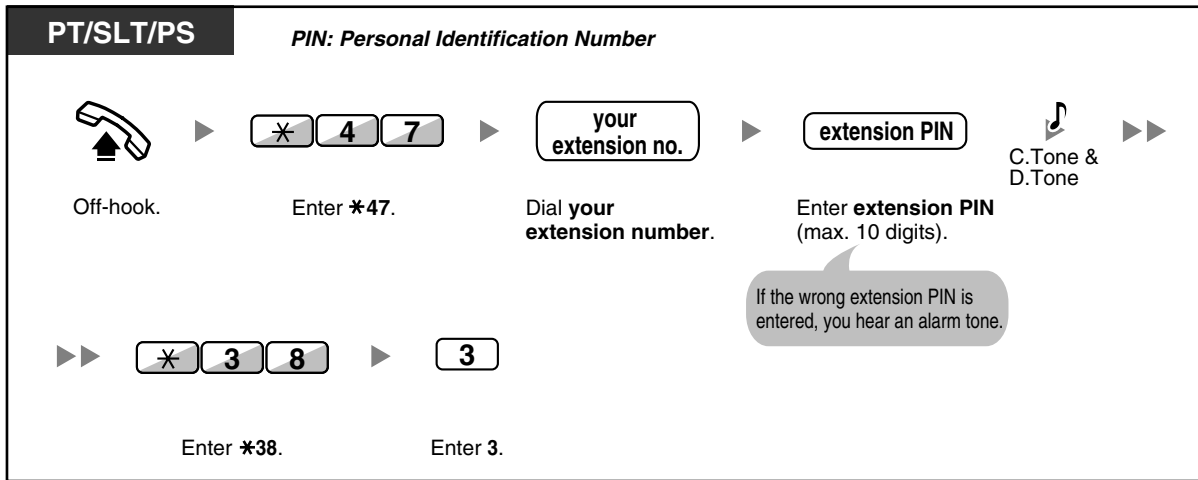 PT/SLT/PS
PIN: Personal Identification Number
* 4 7
your
extension no.
extension PIN
C.Tone &
D.Tone
Off-hook.
Enter *47.
Dial your
extension number.
Enter extension PIN
(max. 10 digits).
If the wrong extension PIN is
entered, you hear an alarm tone.
* 3 8
3
Enter *38.
Enter 3.